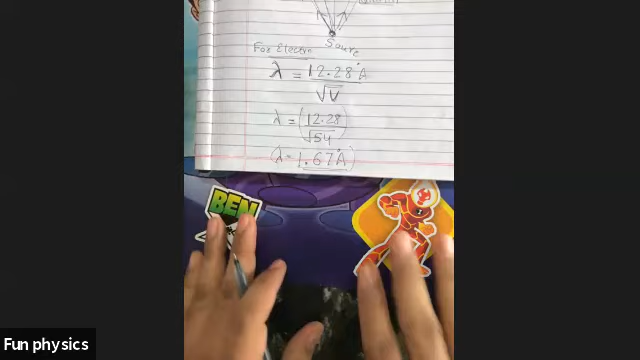 Source
For Electro
λ = 12.28 Å
√V
λ = (12.28)
√54
(λ = 1.67 Å)
BEN
Fun physics